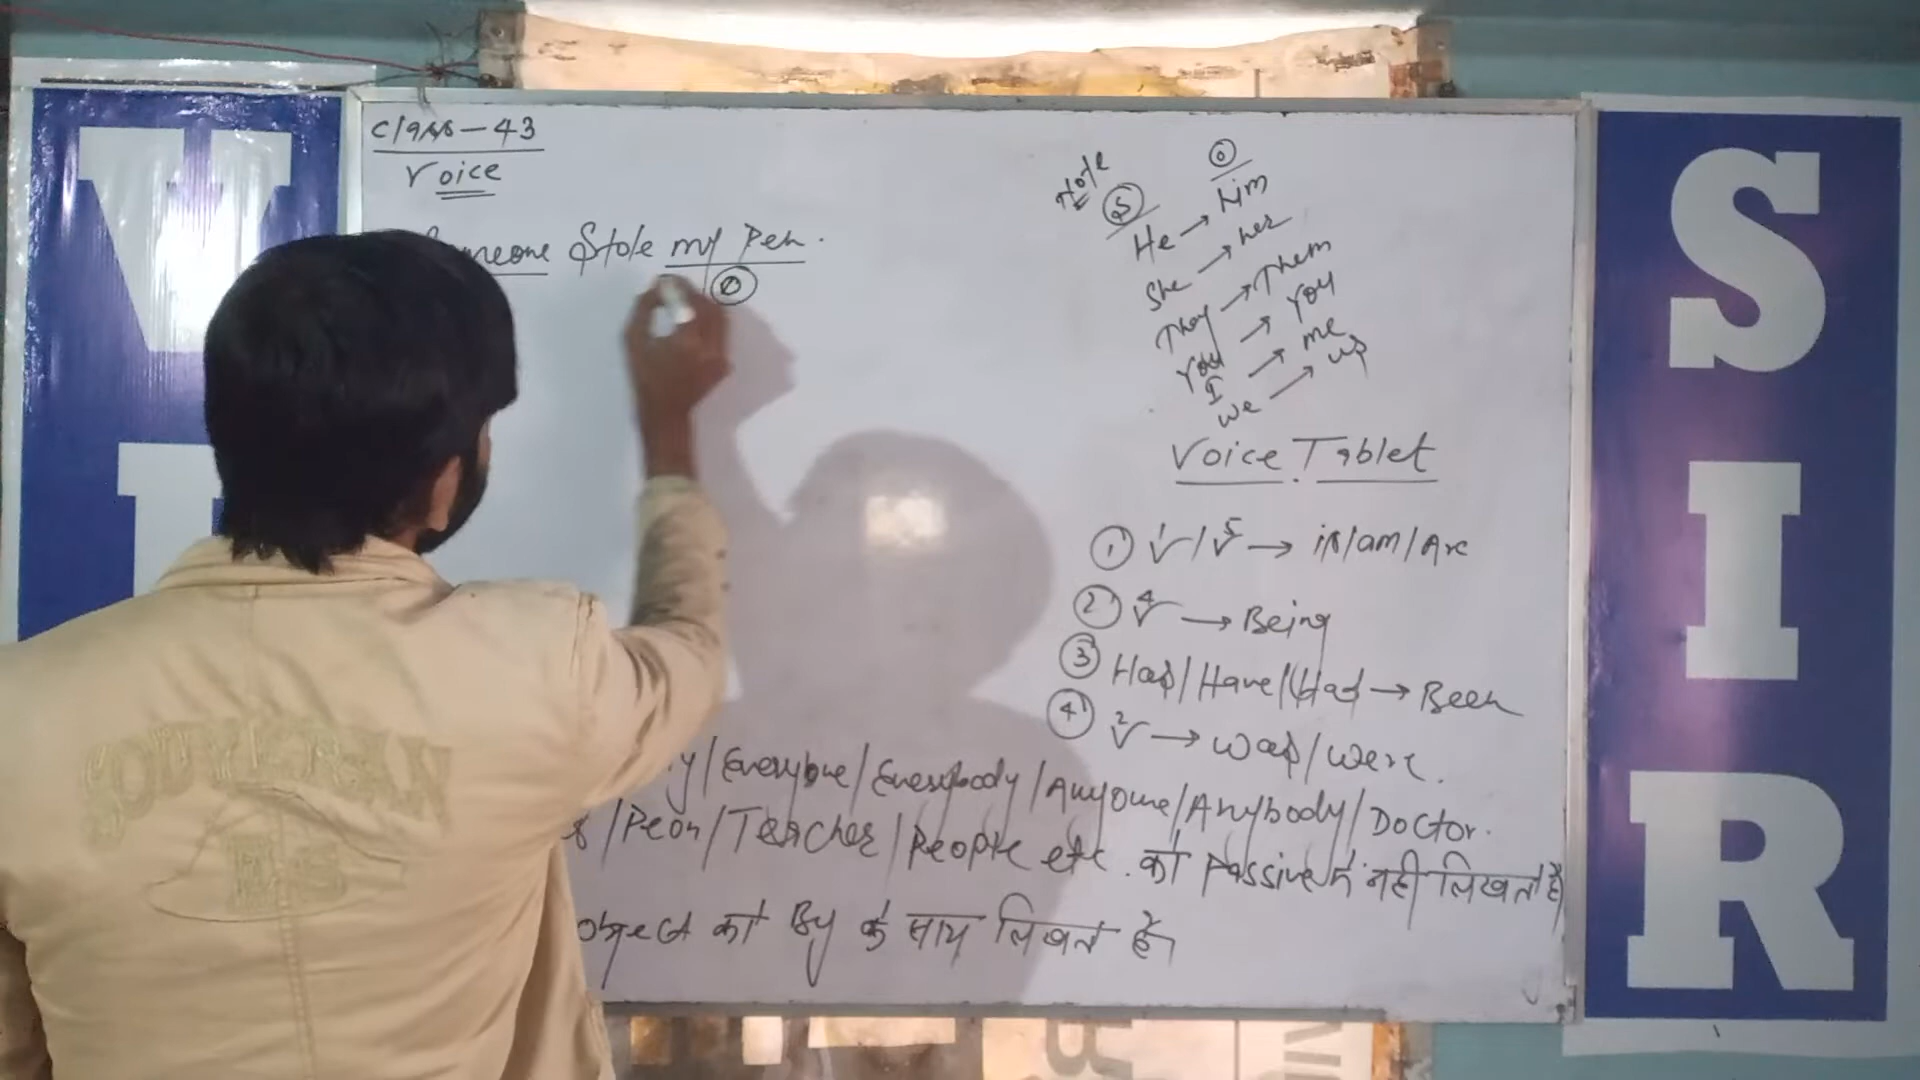 Class-43
Voice
Someone Stole my Pen.
O
Note
S O
He → him
She → her
They → Them
You → You
I → me
We → us
Voice Tablet
① V¹/V⁵ → is/am/Are
② V⁴ → Being
③ Has/Have/Had → Been
④ V² → was/were.
y/Everyone/Everybody/Anyone/Anybody/Doctor.
/Peon/Teacher/People etc. को Passive में नही लिखते है
object को By के साथ लिखते है
SIR